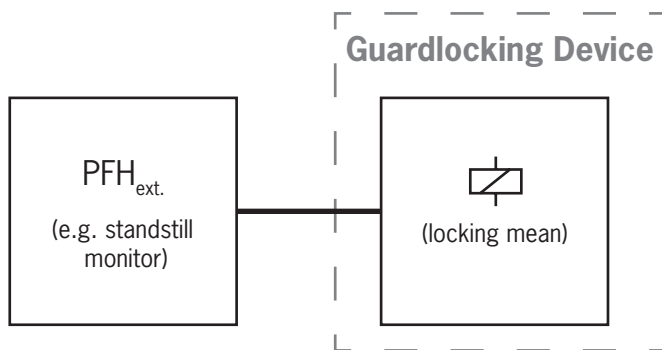 Guardlocking Device
PFHext.
(e.g. standstill
monitor)
(locking mean)